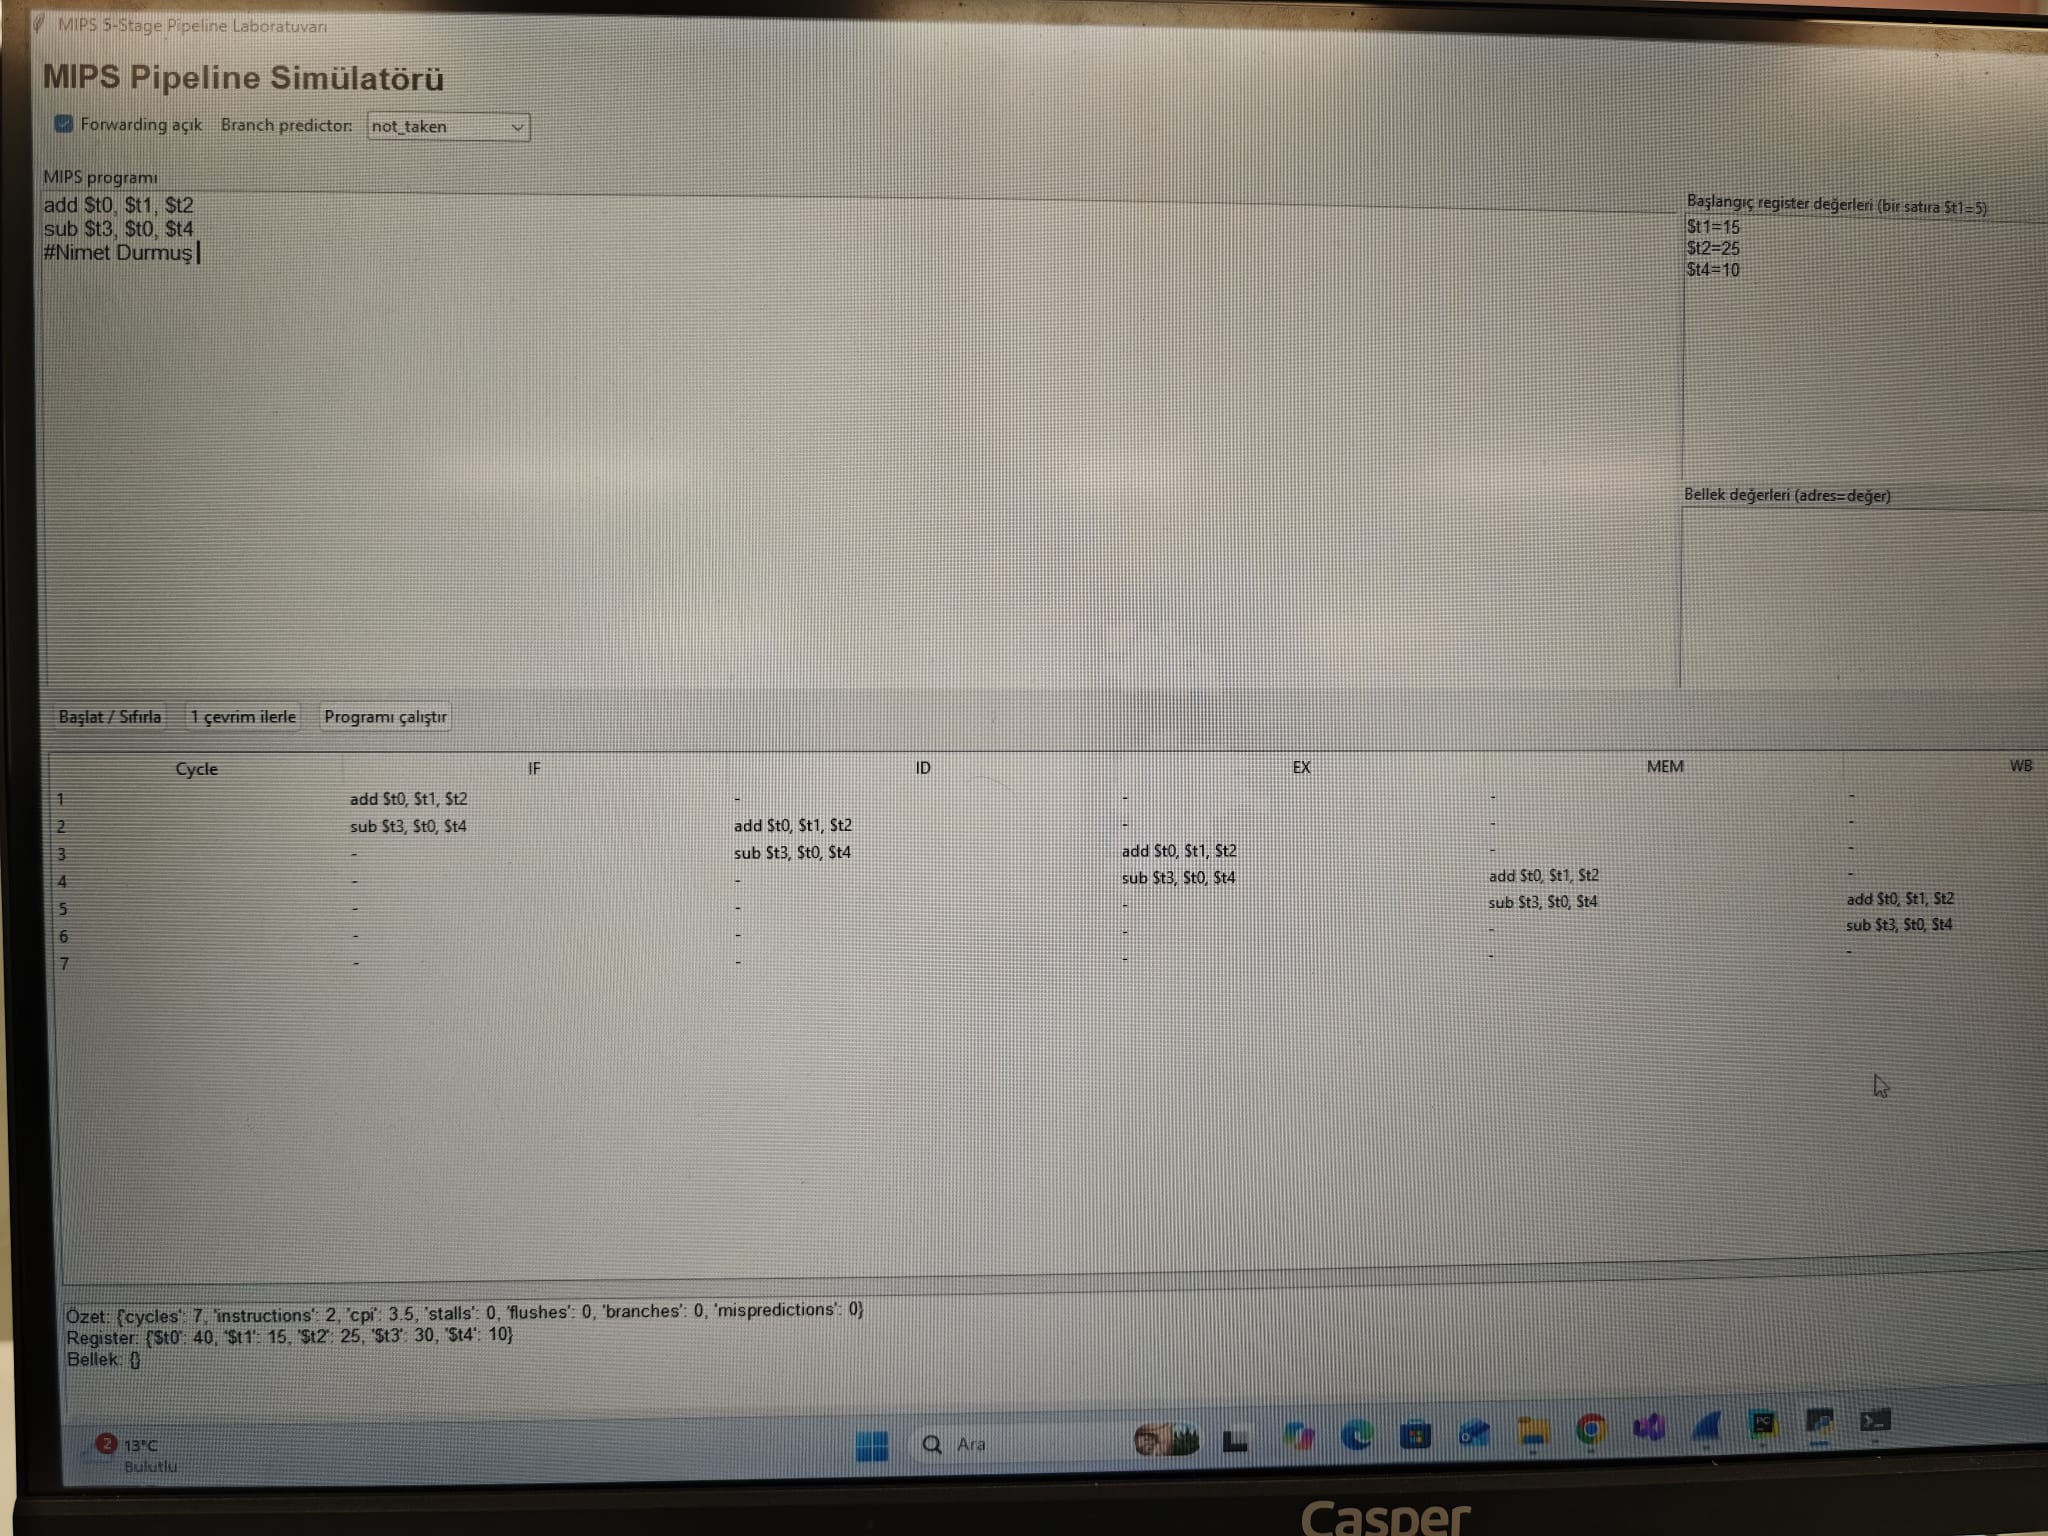 MIPS 5-Stage Pipeline Laboratuvarı
MIPS Pipeline Simülatörü
Forwarding açık Branch predictor: not_taken
MIPS programı
add $t0, $t1, $t2
sub $t3, $t0, $t4
#Nimet Durmuş
Başlangıç register değerleri (bir satıra $t1=5)
$t1=15
$t2=25
$t4=10
Bellek değerleri (adres=değer)
Başlat / Sıfırla 1 çevrim ilerle Programı çalıştır
Cycle IF ID EX MEM WB
1 add $t0, $t1, $t2 - - - -
2 sub $t3, $t0, $t4 add $t0, $t1, $t2 - - -
3 - sub $t3, $t0, $t4 add $t0, $t1, $t2 - -
4 - - sub $t3, $t0, $t4 add $t0, $t1, $t2 -
5 - - - sub $t3, $t0, $t4 add $t0, $t1, $t2
6 - - - - sub $t3, $t0, $t4
7 - - - - -
Özet: {'cycles': 7, 'instructions': 2, 'cpi': 3.5, 'stalls': 0, 'flushes': 0, 'branches': 0, 'mispredictions': 0}
Register: {'$t0': 40, '$t1': 15, '$t2': 25, '$t3': 30, '$t4': 10}
Bellek: {}
2 13°C
Bulutlu
Ara
PC
Casper